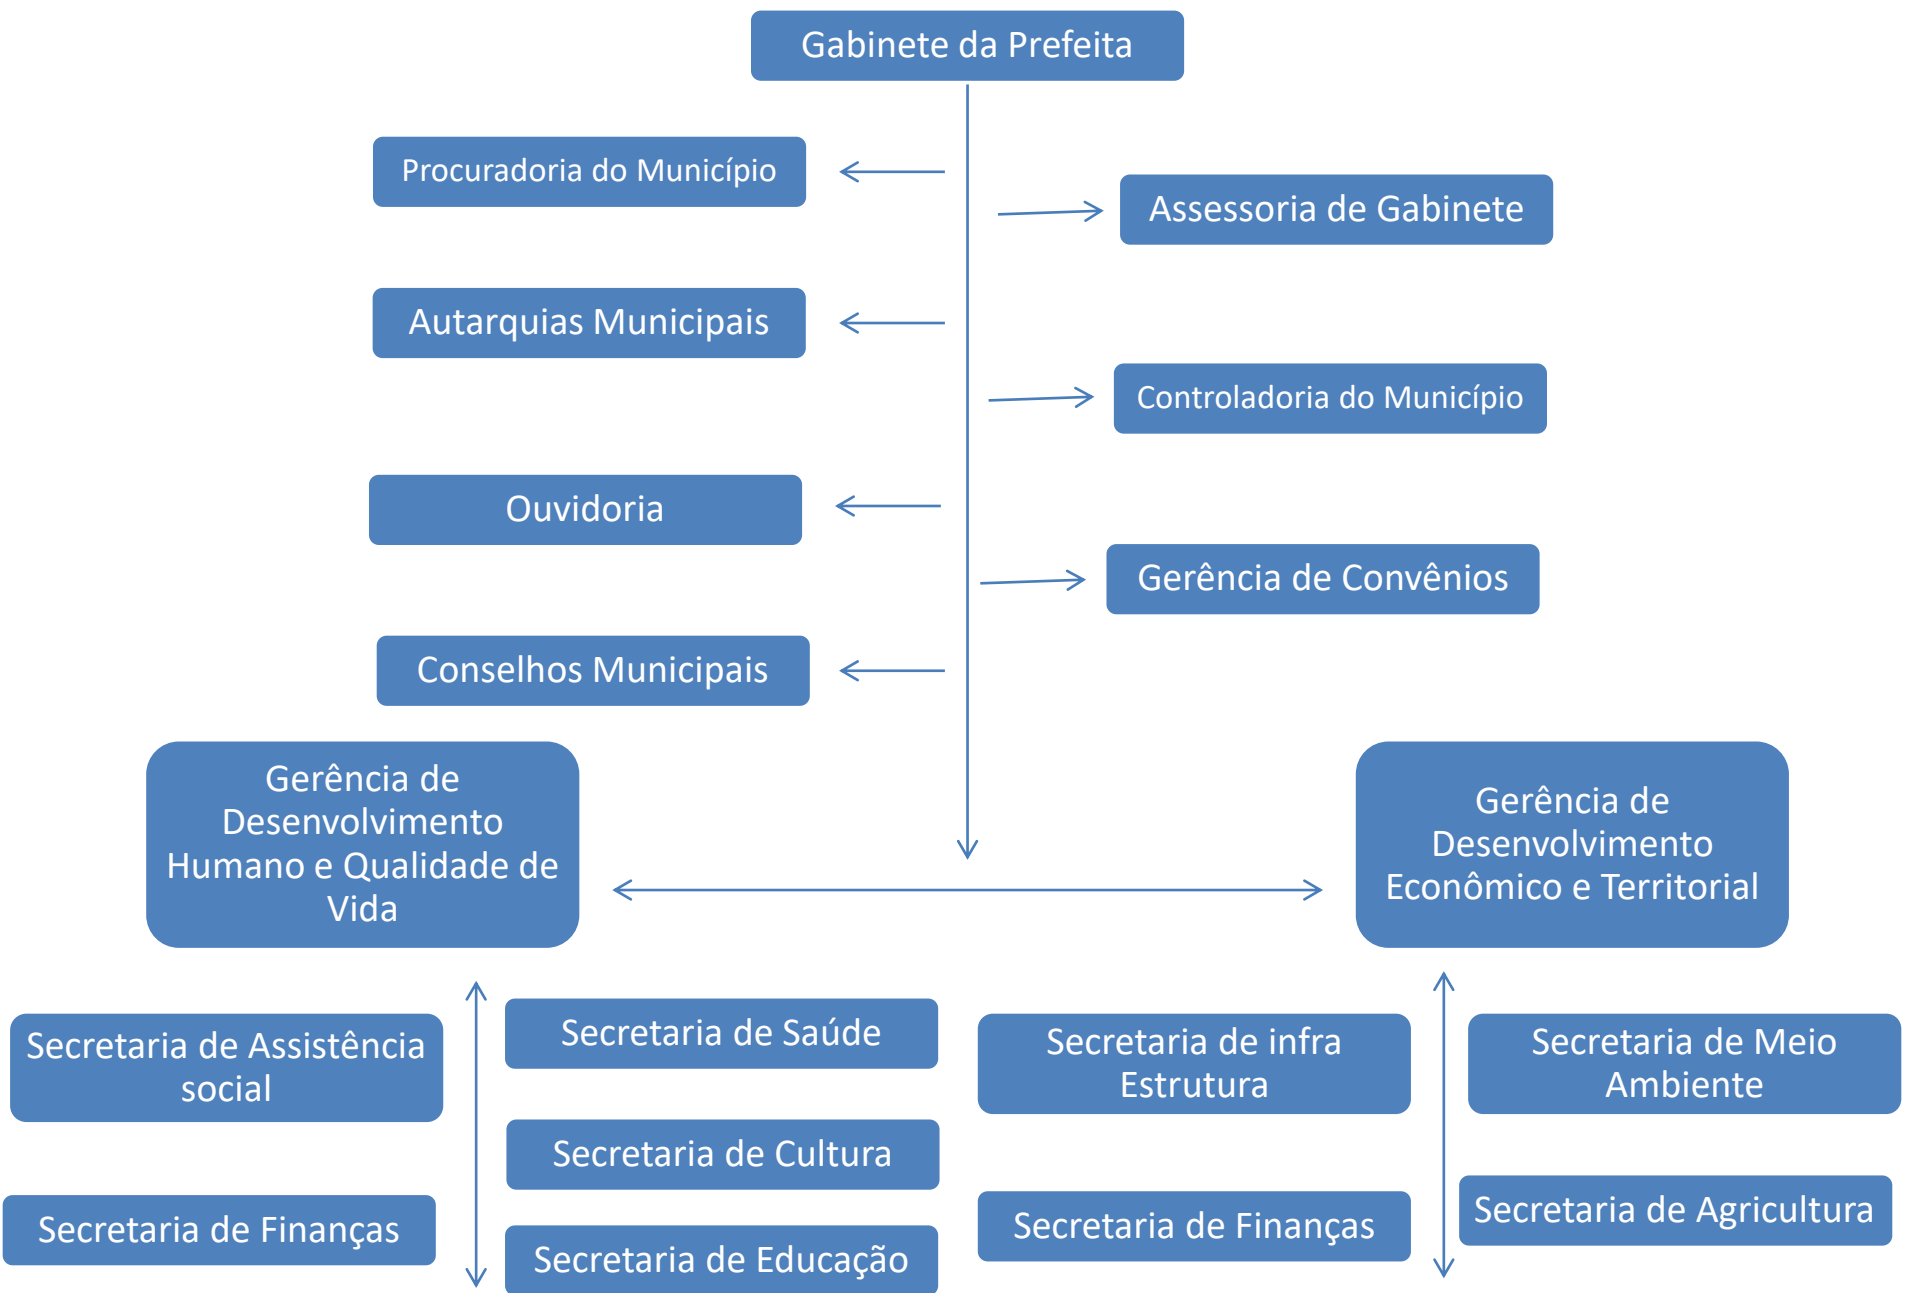 Gabinete da Prefeita
Procuradoria do Município
Assessoria de Gabinete
Autarquias Municipais
Controladoria do Município
Ouvidoria
Gerência de Convênios
Conselhos Municipais
Gerência de
Desenvolvimento
Humano e Qualidade de
Vida
Gerência de
Desenvolvimento
Econômico e Territorial
Secretaria de Assistência
social
Secretaria de Saúde
Secretaria de infra
Estrutura
Secretaria de Meio
Ambiente
Secretaria de Cultura
Secretaria de Finanças
Secretaria de Educação
Secretaria de Finanças
Secretaria de Agricultura